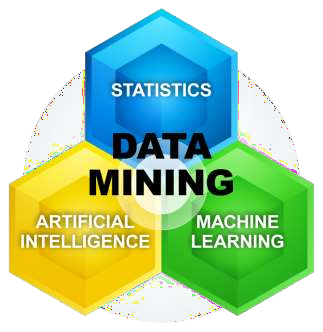 STATISTICS
DATA
MINING
ARTIFICIAL
INTELLIGENCE
MACHINE
LEARNING